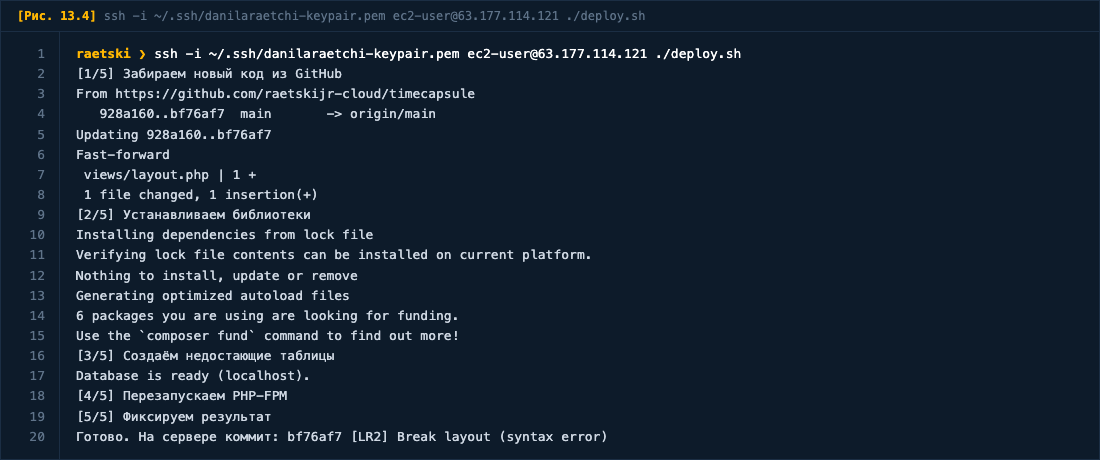 [Рис. 13.4] ssh -i ~/.ssh/danilaraetchi-keypair.pem ec2-user@63.177.114.121 ./deploy.sh
1 raetski ❯ ssh -i ~/.ssh/danilaraetchi-keypair.pem ec2-user@63.177.114.121 ./deploy.sh
2 [1/5] Забираем новый код из GitHub
3 From https://github.com/raetskijr-cloud/timecapsule
4    928a160..bf76af7  main       -> origin/main
5 Updating 928a160..bf76af7
6 Fast-forward
7  views/layout.php | 1 +
8  1 file changed, 1 insertion(+)
9 [2/5] Устанавливаем библиотеки
10 Installing dependencies from lock file
11 Verifying lock file contents can be installed on current platform.
12 Nothing to install, update or remove
13 Generating optimized autoload files
14 6 packages you are using are looking for funding.
15 Use the `composer fund` command to find out more!
16 [3/5] Создаём недостающие таблицы
17 Database is ready (localhost).
18 [4/5] Перезапускаем PHP-FPM
19 [5/5] Фиксируем результат
20 Готово. На сервере коммит: bf76af7 [LR2] Break layout (syntax error)